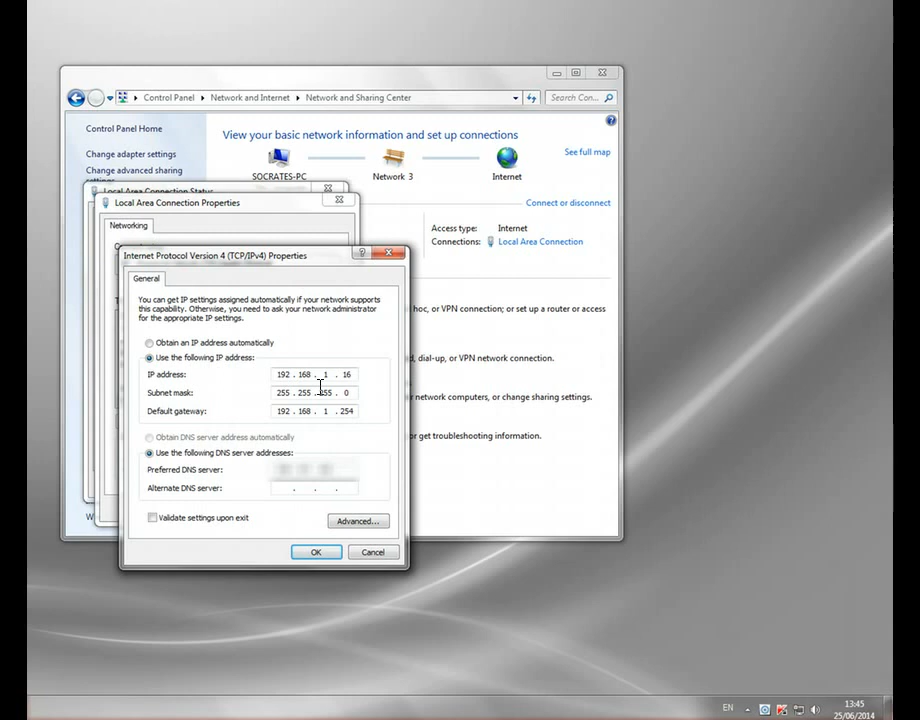 Control Panel
Network and Internet
Network and Sharing Center
Search Con...
Control Panel Home
Change adapter settings
Change advanced sharing
View your basic network information and set up connections
See full map
SOCRATES-PC
Network 3
Internet
Connect or disconnect
Access type: Internet
Connections: Local Area Connection
Local Area Connection Status
Local Area Connection Properties
Networking
Internet Protocol Version 4 (TCP/IPv4) Properties
General
You can get IP settings assigned automatically if your network supports
this capability. Otherwise, you need to ask your network administrator
for the appropriate IP settings.
Obtain an IP address automatically
Use the following IP address:
IP address: 192 . 168 . 1 . 16
Subnet mask: 255 . 255 . 255 . 0
Default gateway: 192 . 168 . 1 . 254
Obtain DNS server address automatically
Use the following DNS server addresses:
Preferred DNS server:
Alternate DNS server: . . .
Validate settings upon exit
Advanced...
OK
Cancel
hoc, or VPN connection; or set up a router or access
d, dial-up, or VPN network connection.
network computers, or change sharing settings.
or get troubleshooting information.
W
EN
13:45
25/06/2014